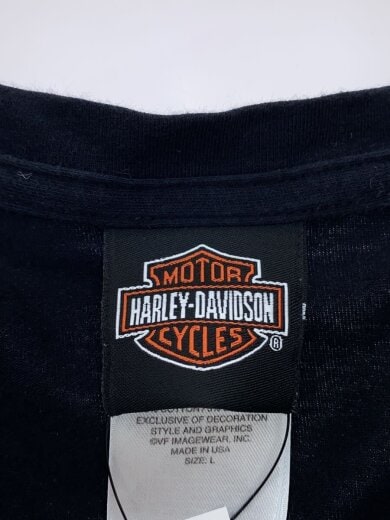 MOTOR
HARLEY-DAVIDSON
CYCLES
®
EXCLUSIVE OF DECORATION
STYLE AND GRAPHICS
©VF IMAGEWEAR, INC.
MADE IN USA
SIZE: L